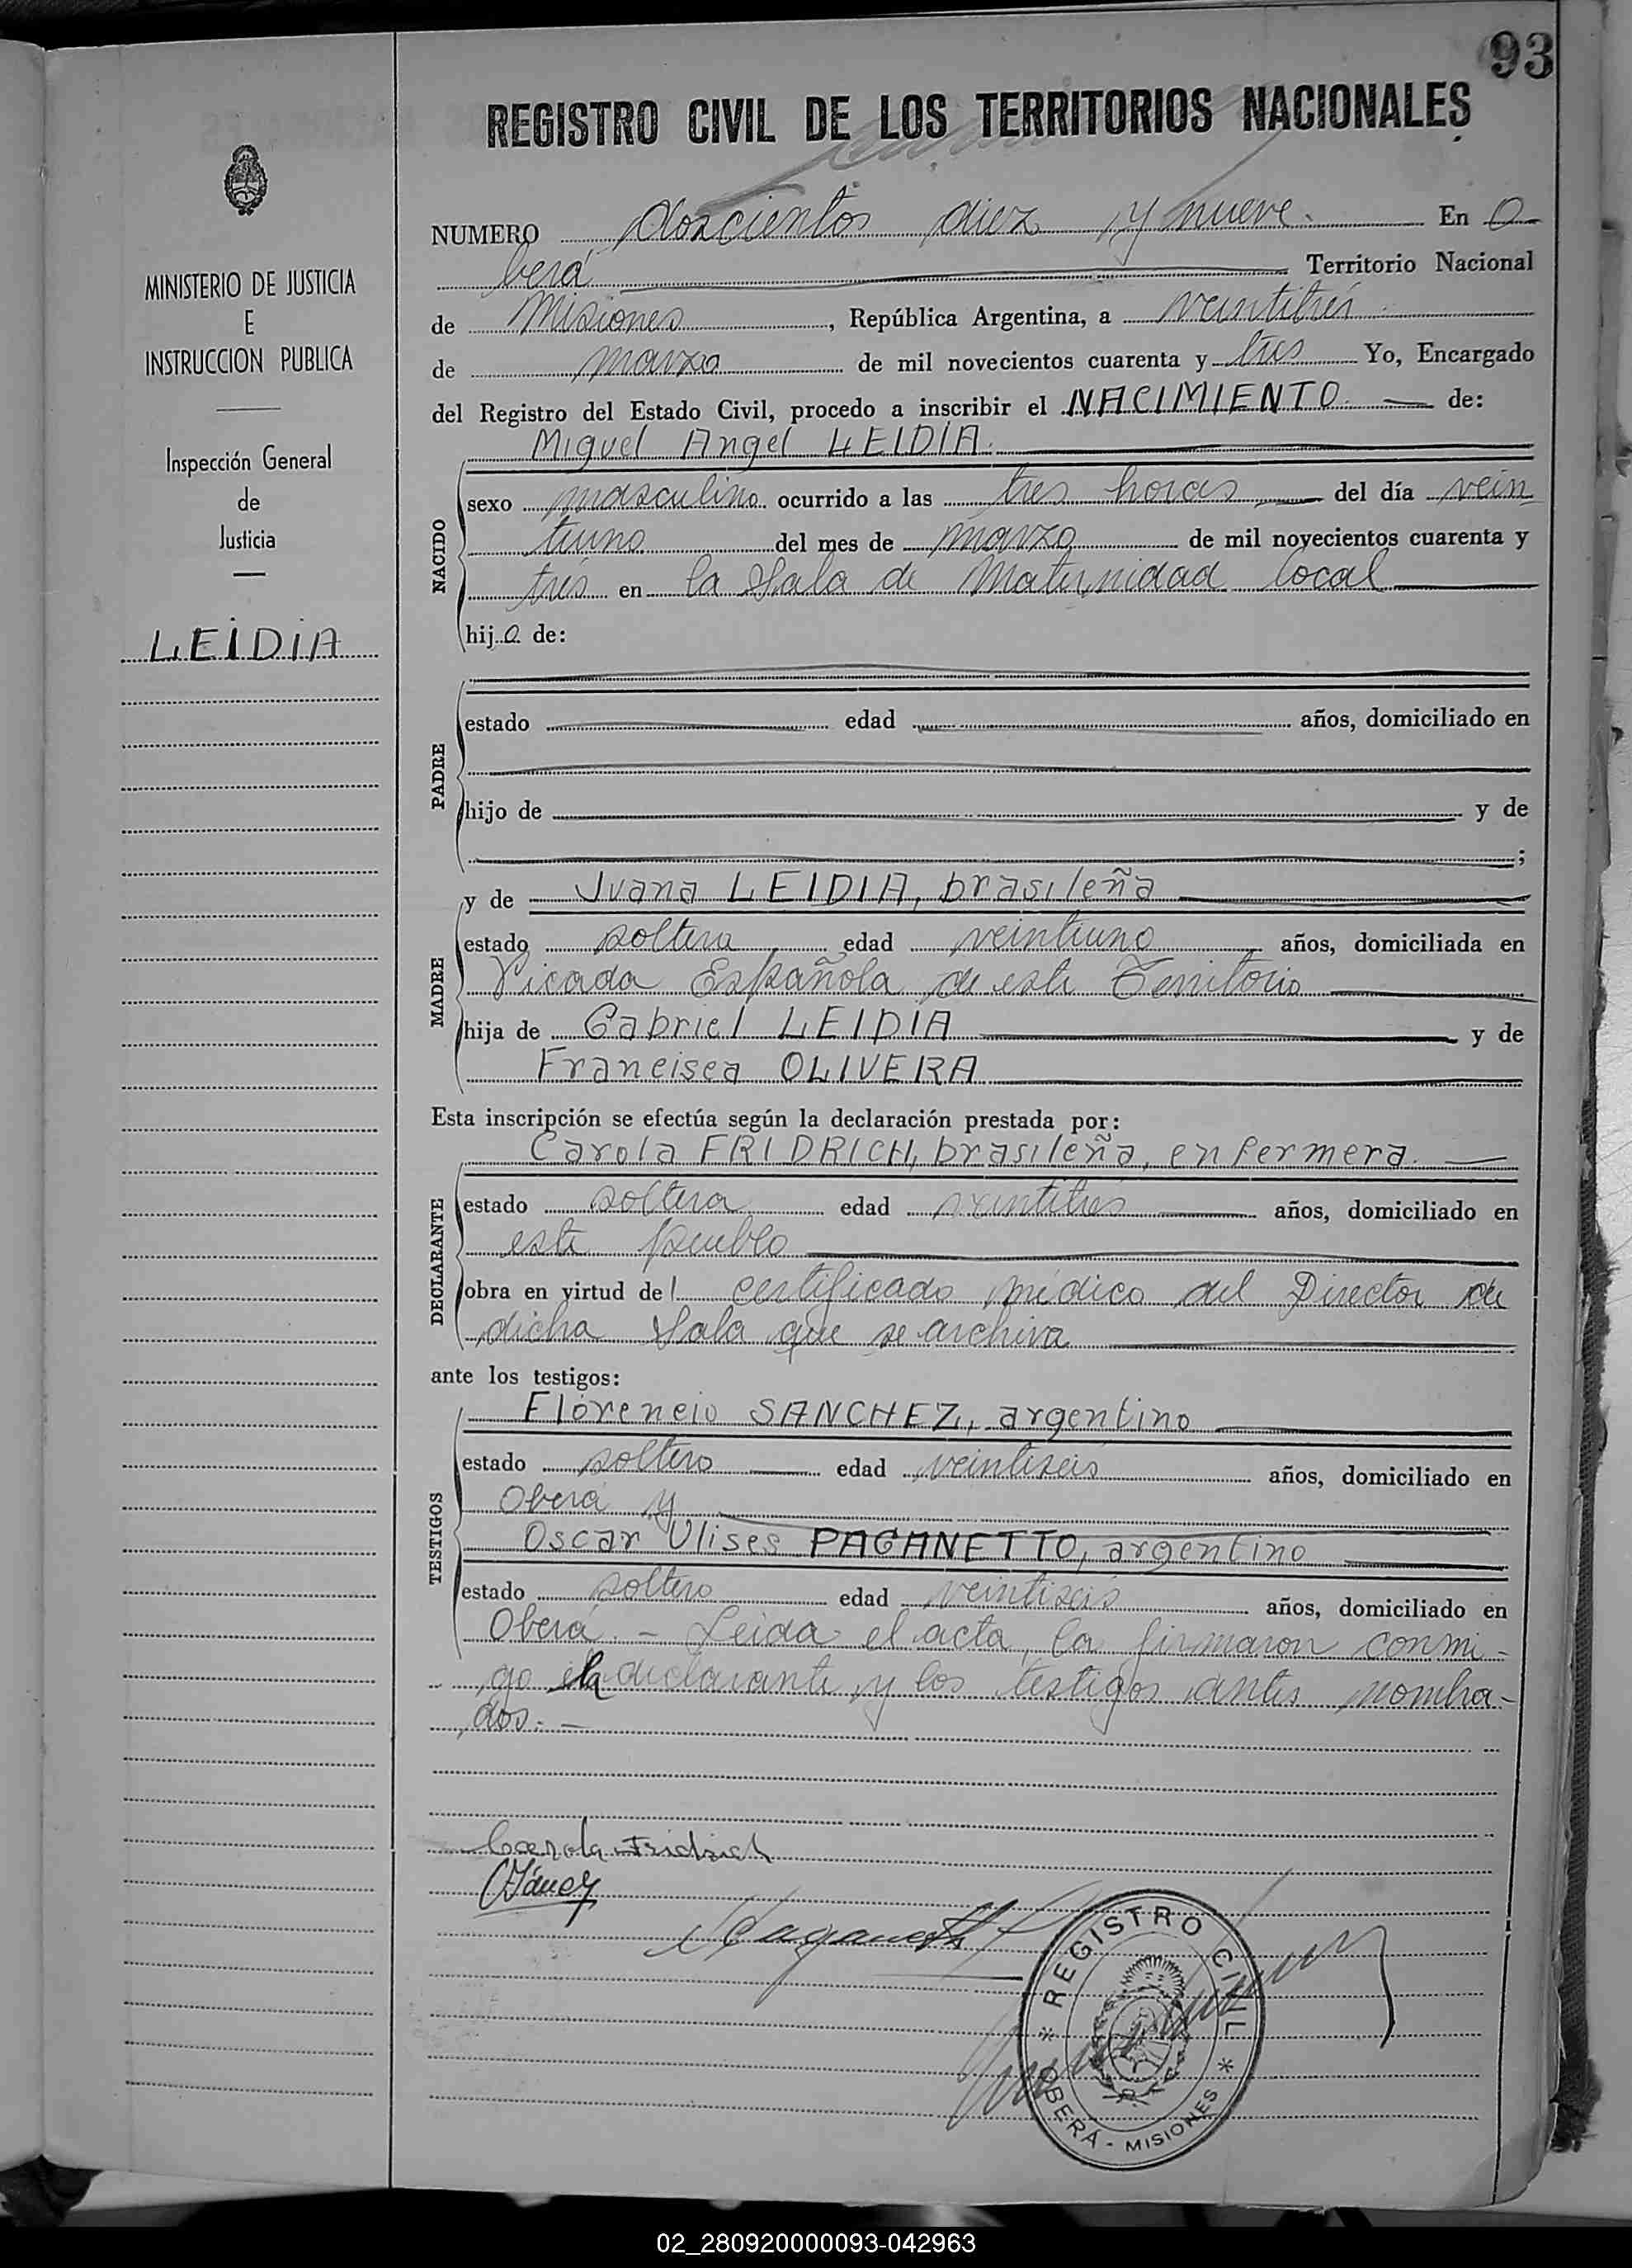 93
REGISTRO CIVIL DE LOS TERRITORIOS NACIONALES
NUMERO doscientos diez y nueve. En O
berá Territorio Nacional
de Misiones, República Argentina, a veintitrés
de marzo de mil novecientos cuarenta y tres Yo, Encargado
del Registro del Estado Civil, procedo a inscribir el NACIMIENTO. de:
MINISTERIO DE JUSTICIA
E
INSTRUCCION PUBLICA
Inspección General
de
Justicia
LEIDIA
Miguel Angel LEIDIA.
NACIDO
sexo masculino ocurrido a las tres horas del día vein
tiuno del mes de marzo de mil novecientos cuarenta y
trés en la Sala de Maternidad local
hijo de:
PADRE
estado edad años, domiciliado en
hijo de y de
;
y de Juana LEIDIA, brasileña
MADRE
estado soltera edad veintiuno años, domiciliada en
Picada Española de este Territorio
hija de Gabriel LEIDIA y de
Francisca OLIVERA
Esta inscripción se efectúa según la declaración prestada por:
Carola FRIDRICH, brasileña, enfermera.
DECLARANTE
estado soltera edad veintitrés años, domiciliado en
este pueblo
obra en virtud del certificado médico del Director de
dicha Sala que se archiva
ante los testigos:
Florencio SANCHEZ, argentino
TESTIGOS
estado soltero edad veintiseis años, domiciliado en
Oberá y
Oscar Ulises PAGANETTO, argentino
estado soltero edad veintiseis años, domiciliado en
Oberá. - Leida el acta, la firmaron conmi-
go la declarante y los testigos antes nombra-
dos. -
Carola Fridrich
REGISTRO CIVIL
OBERÁ - MISIONES
02_280920000093-042963